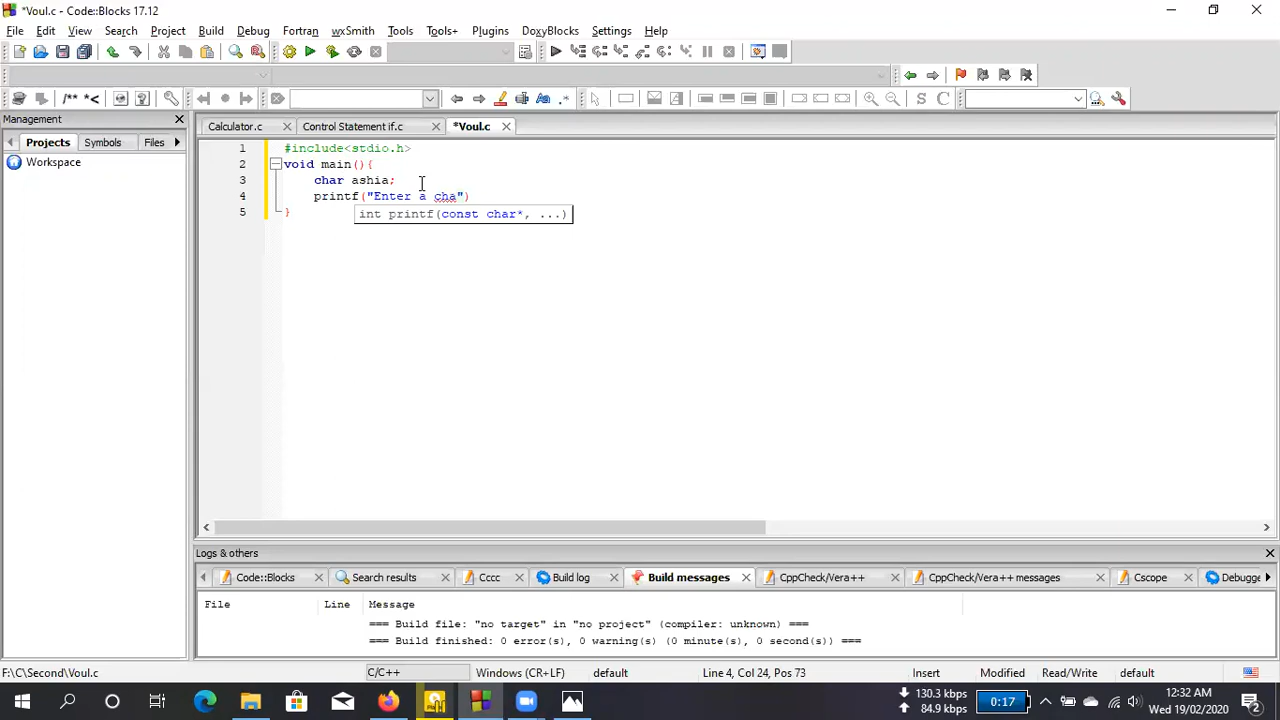 *Voul.c - Code::Blocks 17.12
File Edit View Search Project Build Debug Fortran wxSmith Tools Tools+ Plugins DoxyBlocks Settings Help
/** *<
S C
Management
Projects Symbols Files
Workspace
Calculator.c Control Statement if.c *Voul.c
1 #include<stdio.h>
2 void main(){
3 char ashia;
4 printf("Enter a cha")
int printf(const char*, ...)
5 }
Logs & others
Code::Blocks Search results Cccc Build log Build messages CppCheck/Vera++ CppCheck/Vera++ messages Cscope Debugge
File Line Message
=== Build file: "no target" in "no project" (compiler: unknown) ===
=== Build finished: 0 error(s), 0 warning(s) (0 minute(s), 0 second(s)) ===
F:\C\Second\Voul.c C/C++ Windows (CR+LF) default Line 4, Col 24, Pos 73 Insert Modified Read/Write default
130.3 kbps
84.9 kbps
0:17
12:32 AM
Wed 19/02/2020
2